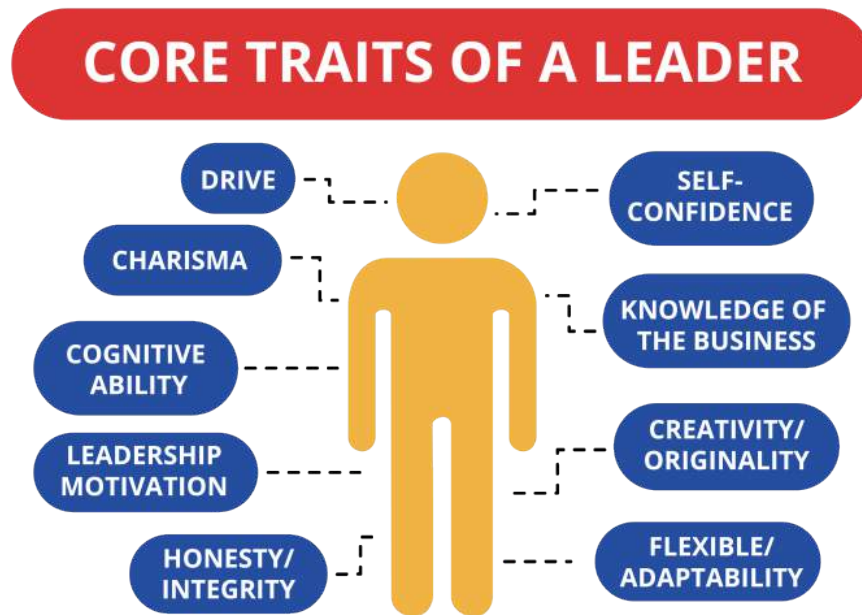 CORE TRAITS OF A LEADER
DRIVE
CHARISMA
COGNITIVE
ABILITY
LEADERSHIP
MOTIVATION
HONESTY/
INTEGRITY
SELF-
CONFIDENCE
KNOWLEDGE OF
THE BUSINESS
CREATIVITY/
ORIGINALITY
FLEXIBLE/
ADAPTABILITY